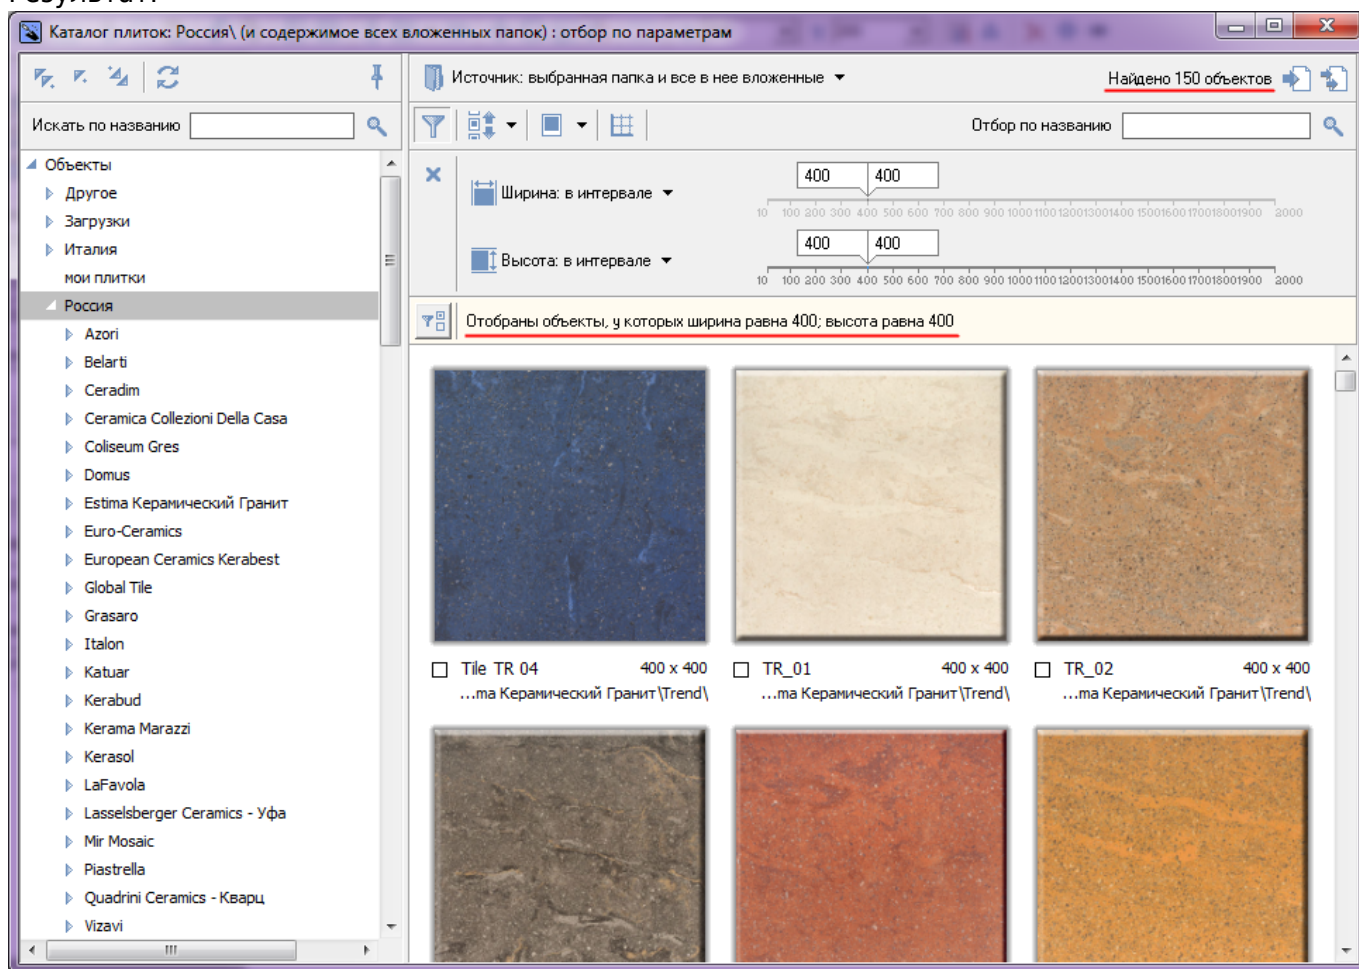 Результат:
Каталог плиток: Россия\ (и содержимое всех вложенных папок) : отбор по параметрам
Источник: выбранная папка и все в нее вложенные
Найдено 150 объектов
Искать по названию
Отбор по названию
Объекты
Другое
Загрузки
Италия
мои плитки
Россия
Azori
Belarti
Ceradim
Ceramica Collezioni Della Casa
Coliseum Gres
Domus
Estima Керамический Гранит
Euro-Ceramics
European Ceramics Kerabest
Global Tile
Grasaro
Italon
Katuar
Kerabud
Kerama Marazzi
Kerasol
LaFavola
Lasselsberger Ceramics - Уфа
Mir Mosaic
Piastrella
Quadrini Ceramics - Кварц
Vizavi
Ширина: в интервале
400 400
10 100 200 300 400 500 600 700 800 900 1000 1100 1200 1300 1400 1500 1600 1700 1800 1900 2000
Высота: в интервале
400 400
10 100 200 300 400 500 600 700 800 900 1000 1100 1200 1300 1400 1500 1600 1700 1800 1900 2000
Отобраны объекты, у которых ширина равна 400; высота равна 400
Tile TR 04 400 x 400
...ma Керамический Гранит\Trend\
TR_01 400 x 400
...ma Керамический Гранит\Trend\
TR_02 400 x 400
...ma Керамический Гранит\Trend\